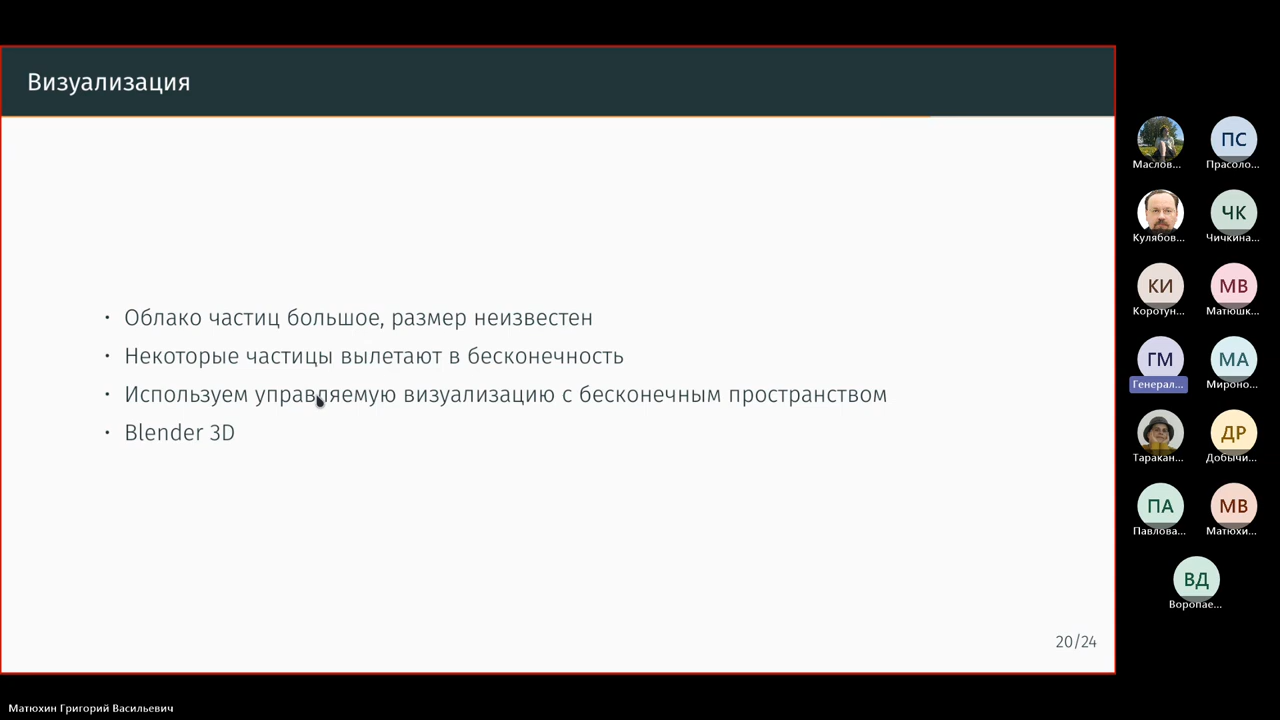 Визуализация
• Облако частиц большое, размер неизвестен
• Некоторые частицы вылетают в бесконечность
• Используем управляемую визуализацию с бесконечным пространством
• Blender 3D
20/24
Маслов...
ПС
Прасоло...
Кулябов...
ЧК
Чичкина...
КИ
Коротун...
МВ
Матюшк...
ГМ
Генерал...
МА
Мироно...
Таракан...
ДР
Добычи...
ПА
Павлова...
МВ
Матюхи...
ВД
Воропае...
Матюхин Григорий Васильевич